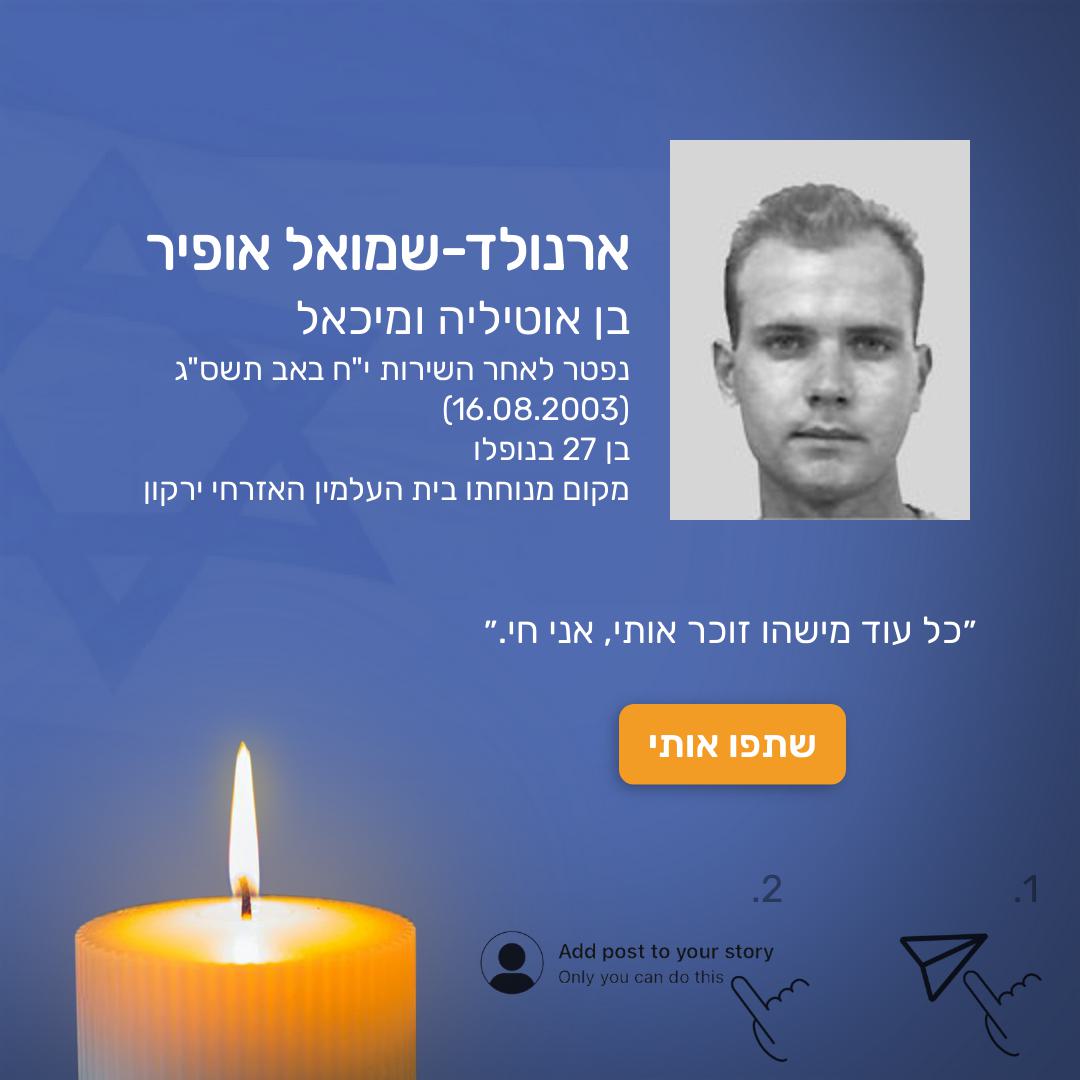 ארנולד-שמואל אופיר
בן אוטיליה ומיכאל
נפטר לאחר השירות י"ח באב תשס"ג
(16.08.2003)
בן 27 בנופלו
מקום מנוחתו בית העלמין האזרחי ירקון
״כל עוד מישהו זוכר אותי, אני חי.״
שתפו אותי
1.
2.
Add post to your story
Only you can do this